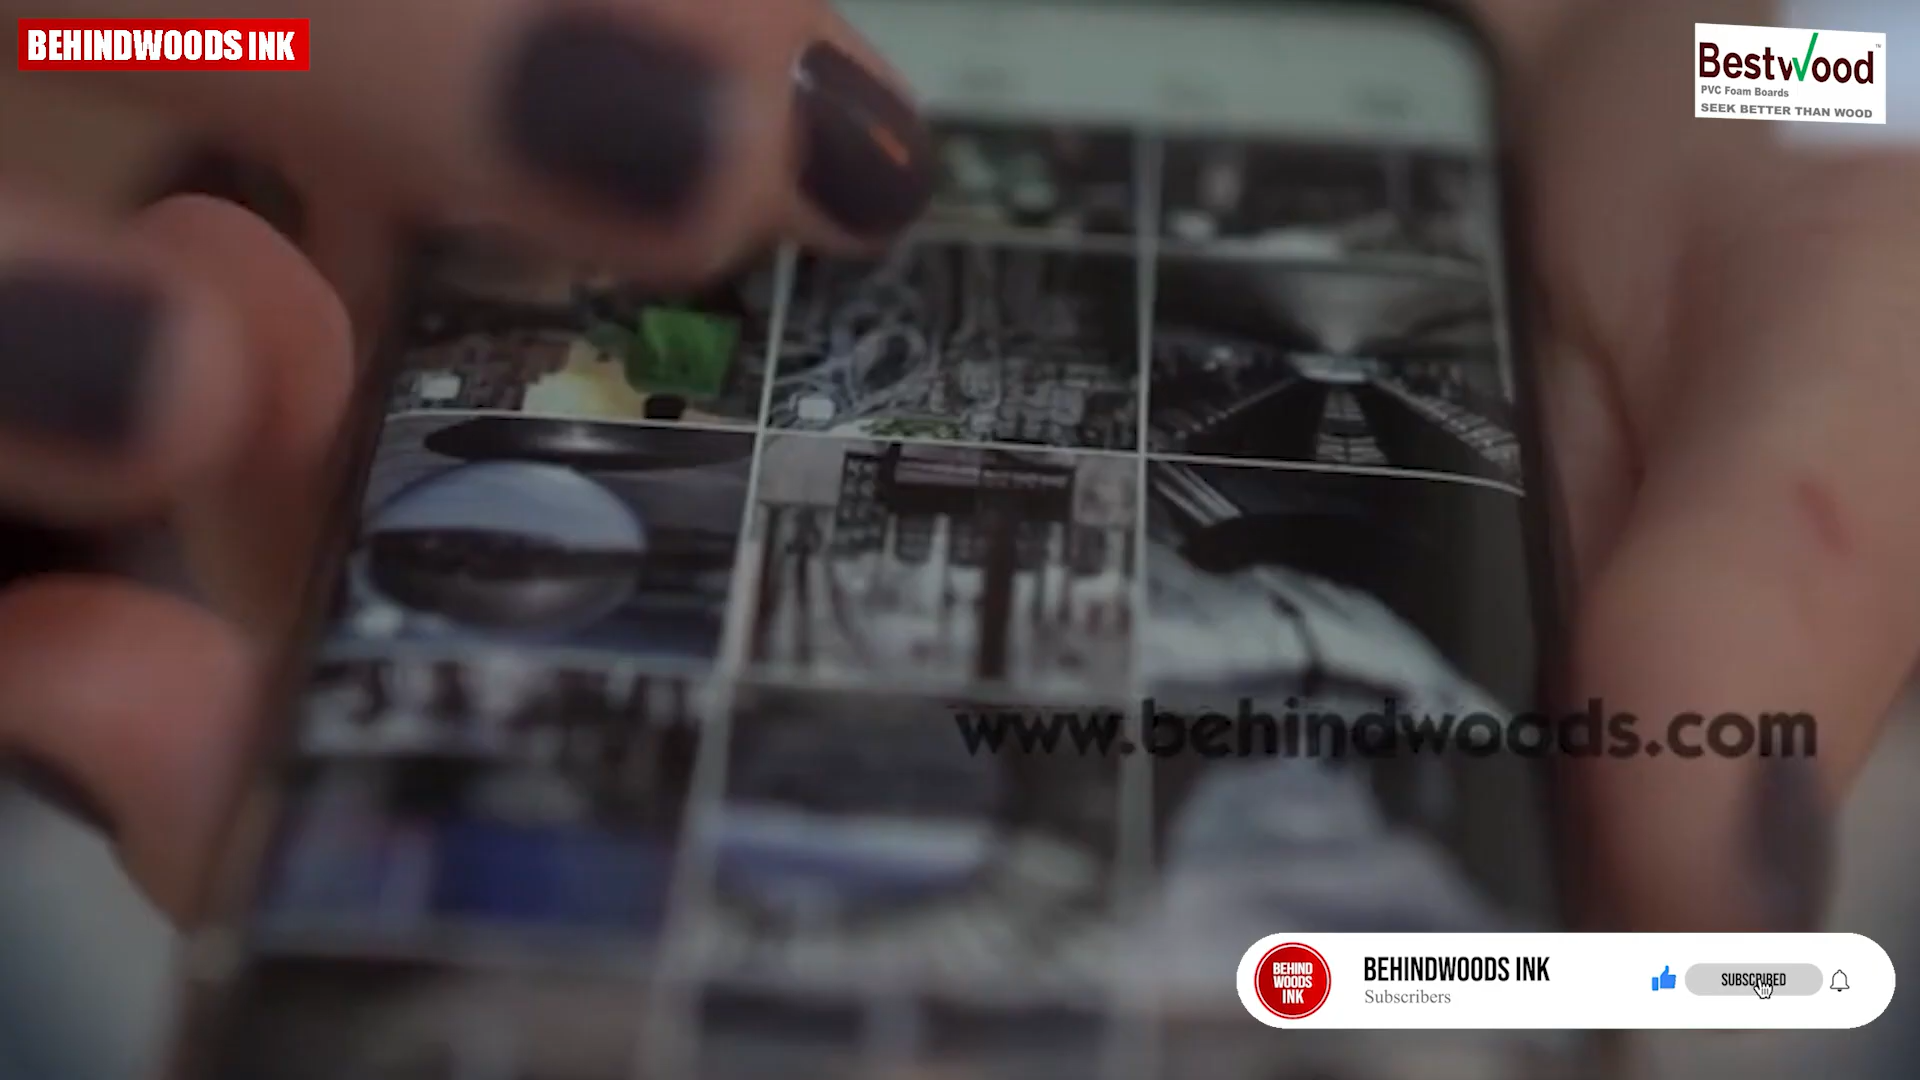 BEHINDWOODS INK
Bestwood
™
PVC Foam Boards
SEEK BETTER THAN WOOD
www.behindwoods.com
BEHIND
WOODS
INK
BEHINDWOODS INK
Subscribers
SUBSCRIBED